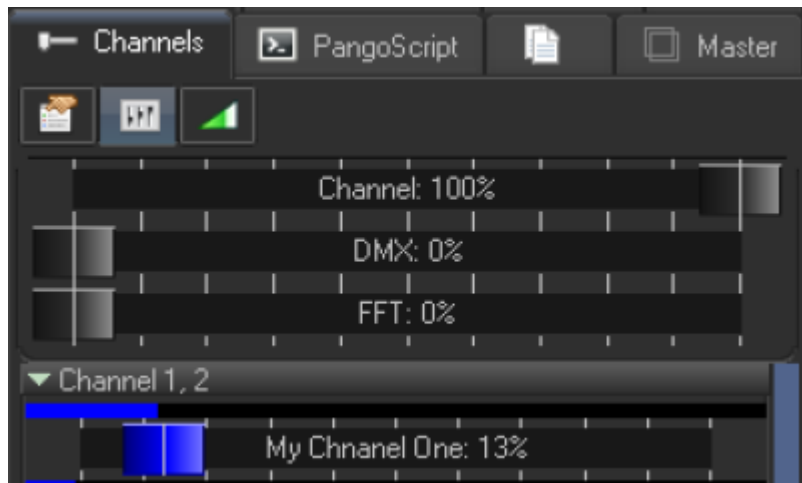 Channels PangoScript Master
Channel: 100%
DMX: 0%
FFT: 0%
Channel 1, 2
My Chnanel One: 13%